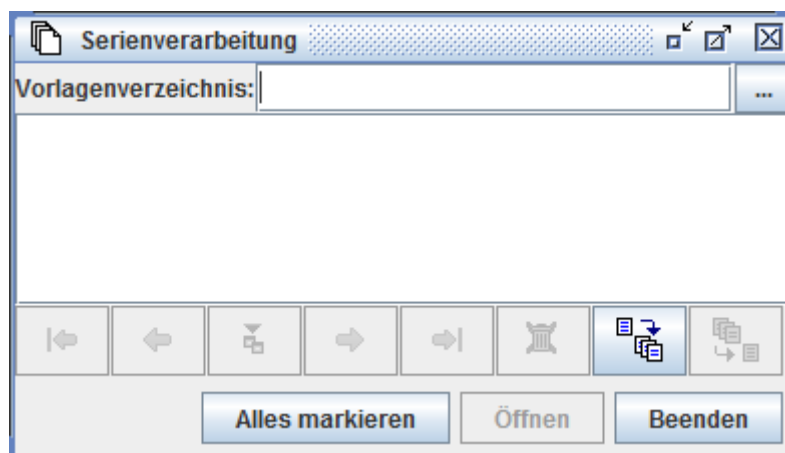 Serienverarbeitung
Vorlagenverzeichnis: ...
Alles markieren Öffnen Beenden